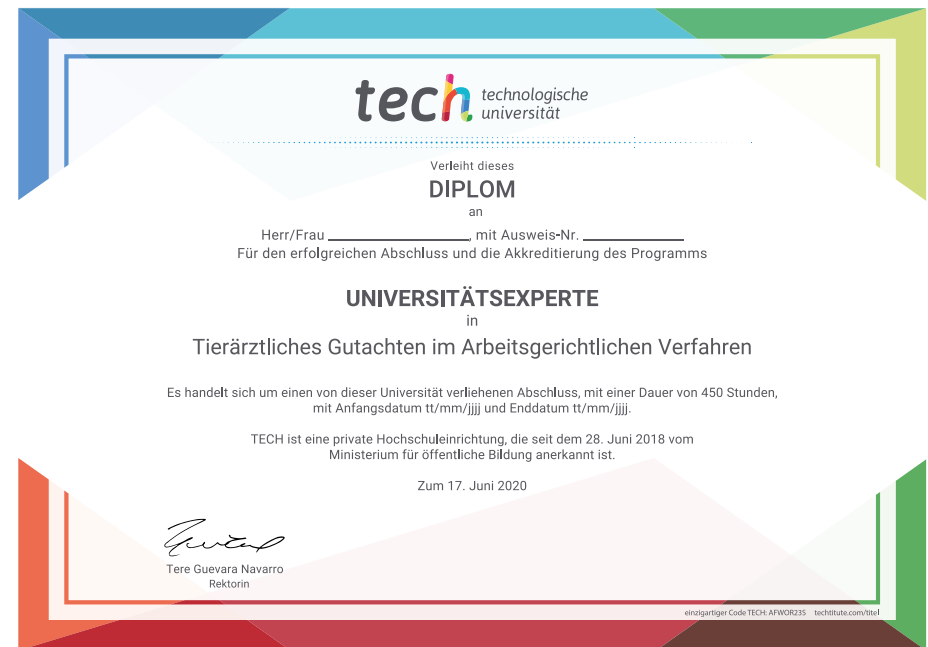 tech technologische
universität
Verleiht dieses
DIPLOM
an
Herr/Frau ____________________, mit Ausweis-Nr. ______________
Für den erfolgreichen Abschluss und die Akkreditierung des Programms
UNIVERSITÄTSEXPERTE
in
Tierärztliches Gutachten im Arbeitsgerichtlichen Verfahren
Es handelt sich um einen von dieser Universität verliehenen Abschluss, mit einer Dauer von 450 Stunden,
mit Anfangsdatum tt/mm/jjjj und Enddatum tt/mm/jjjj.
TECH ist eine private Hochschuleinrichtung, die seit dem 28. Juni 2018 vom
Ministerium für öffentliche Bildung anerkannt ist.
Zum 17. Juni 2020
Tere Guevara Navarro
Rektorin
einzigartiger Code TECH: AFWOR23S techtitute.com/titel